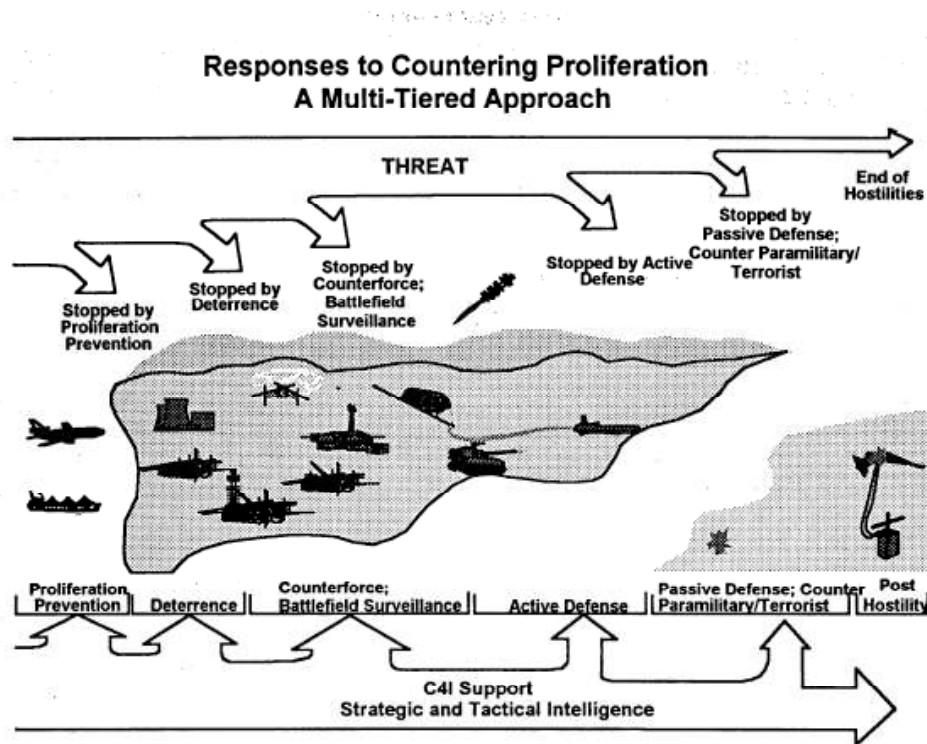 Responses to Countering Proliferation
A Multi-Tiered Approach
THREAT
End of
Hostilities
Stopped by
Passive Defense;
Counter Paramilitary/
Terrorist
Stopped by Active
Defense
Stopped by
Counterforce;
Battlefield
Surveillance
Stopped by
Deterrence
Stopped by
Proliferation
Prevention
Proliferation
Prevention
Deterrence
Counterforce;
Battlefield Surveillance
Active Defense
Passive Defense; Counter
Paramilitary/Terrorist
Post
Hostility
C4I Support
Strategic and Tactical Intelligence